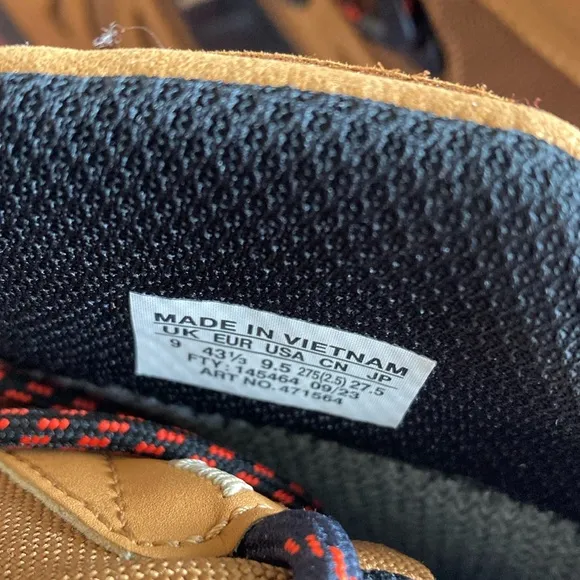 MADE IN VIETNAM
UK EUR USA CN JP
9 43⅓ 9.5 275(2.5) 27.5
FTY: 145464 09/23
ART NO. 471564